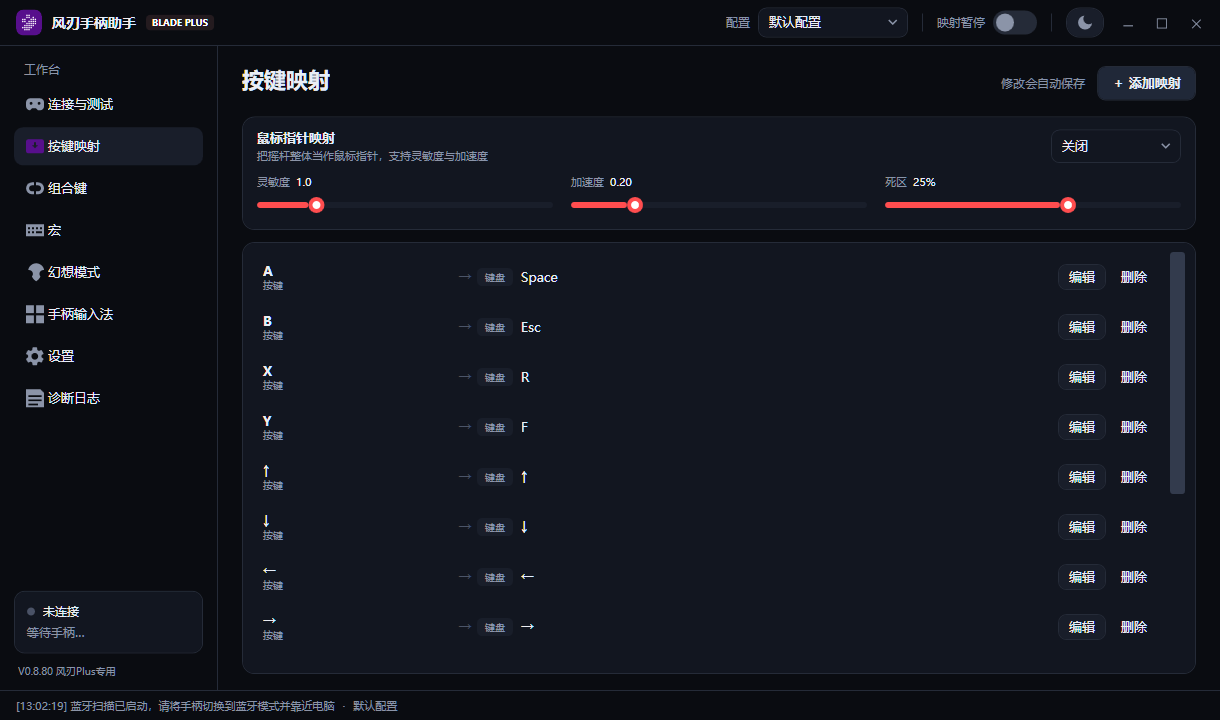 风刃手柄助手 BLADE PLUS 配置 默认配置 映射暂停
工作台
连接与测试
按键映射
组合键
宏
幻想模式
手柄输入法
设置
诊断日志
未连接
等待手柄...
V0.8.80 风刃Plus专用
按键映射
修改会自动保存 + 添加映射
鼠标指针映射
把摇杆整体当作鼠标指针，支持灵敏度与加速度
关闭
灵敏度 1.0 加速度 0.20 死区 25%
A
按键
→ 键盘 Space 编辑 删除
B
按键
→ 键盘 Esc 编辑 删除
X
按键
→ 键盘 R 编辑 删除
Y
按键
→ 键盘 F 编辑 删除
↑
按键
→ 键盘 ↑ 编辑 删除
↓
按键
→ 键盘 ↓ 编辑 删除
←
按键
→ 键盘 ← 编辑 删除
→
按键
→ 键盘 → 编辑 删除
[13:02:19] 蓝牙扫描已启动，请将手柄切换到蓝牙模式并靠近电脑 · 默认配置